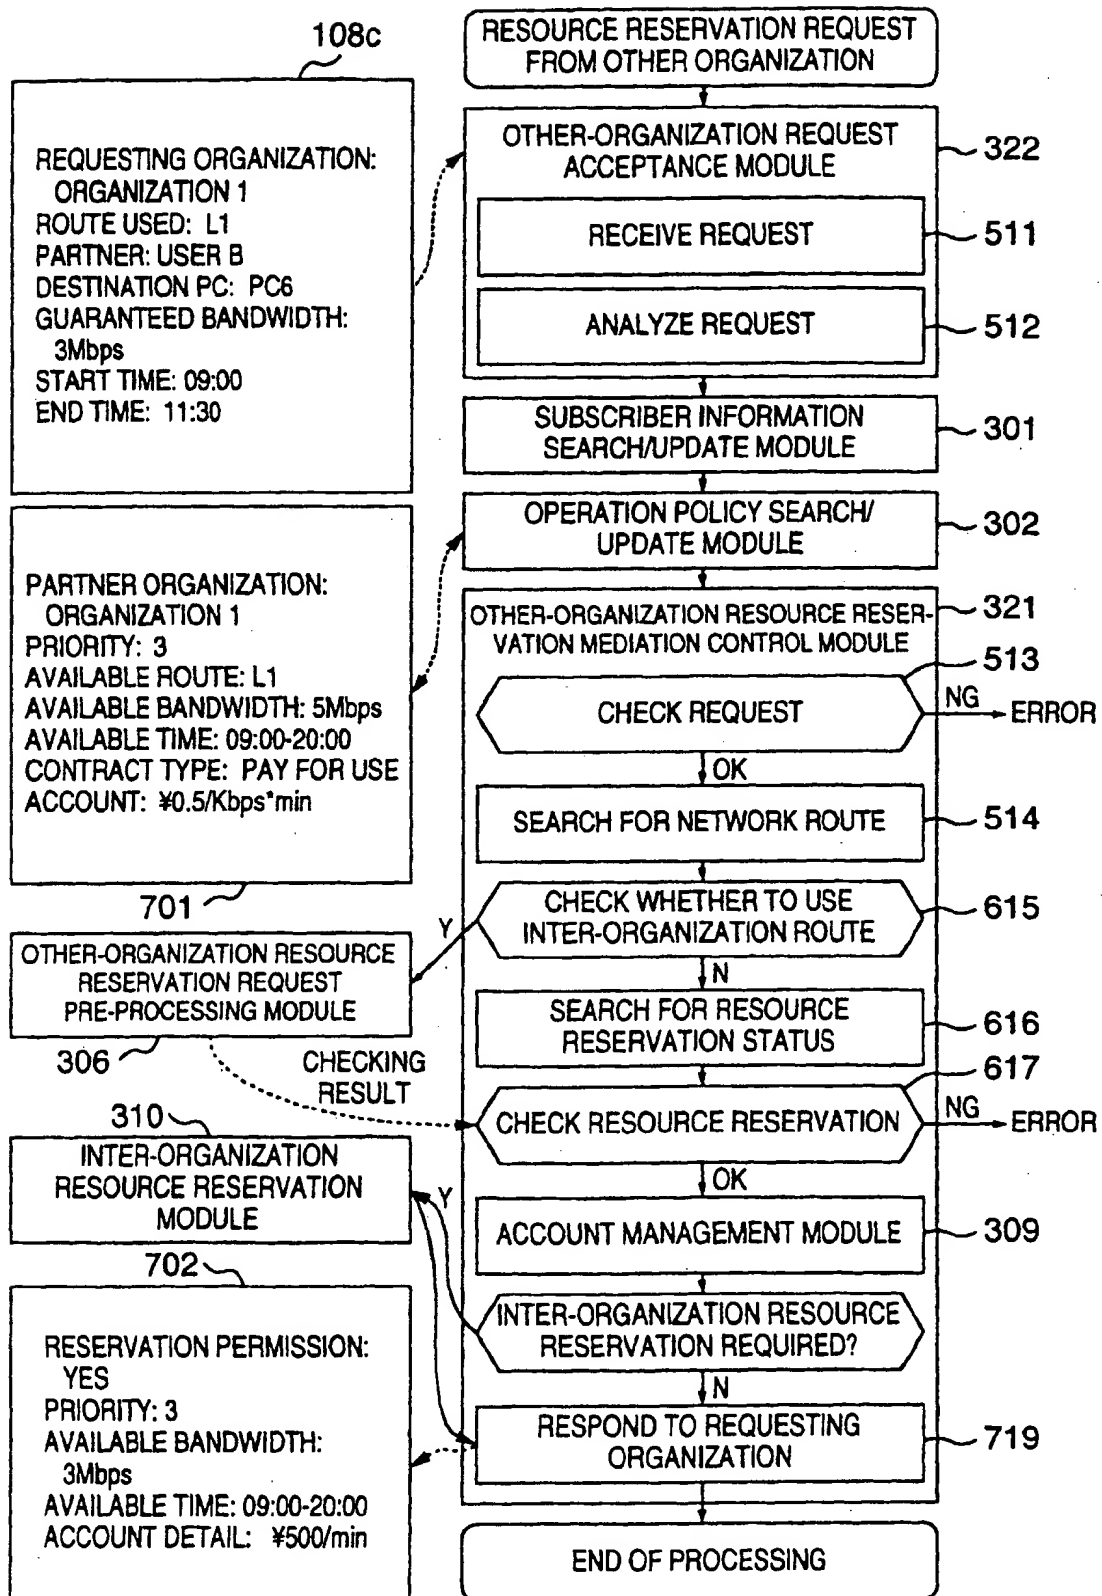 RESOURCE RESERVATION REQUEST
FROM OTHER ORGANIZATION
108c
REQUESTING ORGANIZATION:
ORGANIZATION 1
ROUTE USED: L1
PARTNER: USER B
DESTINATION PC: PC6
GUARANTEED BANDWIDTH:
3Mbps
START TIME: 09:00
END TIME: 11:30
OTHER-ORGANIZATION REQUEST
ACCEPTANCE MODULE
322
RECEIVE REQUEST
511
ANALYZE REQUEST
512
SUBSCRIBER INFORMATION
SEARCH/UPDATE MODULE
301
OPERATION POLICY SEARCH/
UPDATE MODULE
302
PARTNER ORGANIZATION:
ORGANIZATION 1
PRIORITY: 3
AVAILABLE ROUTE: L1
AVAILABLE BANDWIDTH: 5Mbps
AVAILABLE TIME: 09:00-20:00
CONTRACT TYPE: PAY FOR USE
ACCOUNT: ¥0.5/Kbps*min
701
OTHER-ORGANIZATION RESOURCE RESER-
VATION MEDIATION CONTROL MODULE
321
513
CHECK REQUEST
NG
ERROR
OK
SEARCH FOR NETWORK ROUTE
514
CHECK WHETHER TO USE
INTER-ORGANIZATION ROUTE
615
Y
N
OTHER-ORGANIZATION RESOURCE
RESERVATION REQUEST
PRE-PROCESSING MODULE
306
CHECKING
RESULT
SEARCH FOR RESOURCE
RESERVATION STATUS
616
617
CHECK RESOURCE RESERVATION
NG
ERROR
OK
310
INTER-ORGANIZATION
RESOURCE RESERVATION
MODULE
Y
ACCOUNT MANAGEMENT MODULE
309
INTER-ORGANIZATION RESOURCE
RESERVATION REQUIRED?
N
702
RESERVATION PERMISSION:
YES
PRIORITY: 3
AVAILABLE BANDWIDTH:
3Mbps
AVAILABLE TIME: 09:00-20:00
ACCOUNT DETAIL: ¥500/min
RESPOND TO REQUESTING
ORGANIZATION
719
END OF PROCESSING